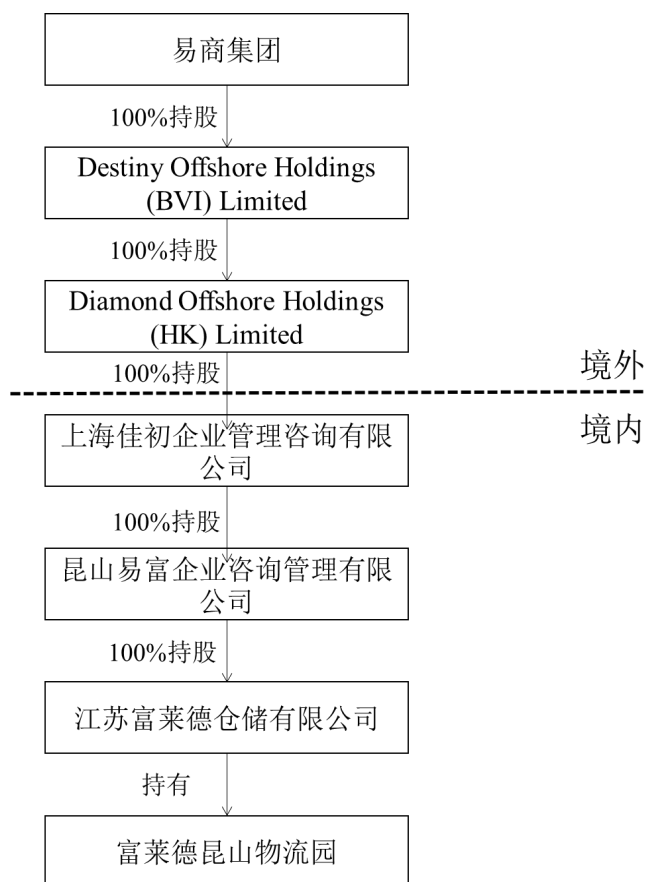 易商集团
100%持股
Destiny Offshore Holdings
(BVI) Limited
100%持股
Diamond Offshore Holdings
(HK) Limited
100%持股
境外
境内
上海佳初企业管理咨询有限
公司
100%持股
昆山易富企业咨询管理有限
公司
100%持股
江苏富莱德仓储有限公司
持有
富莱德昆山物流园